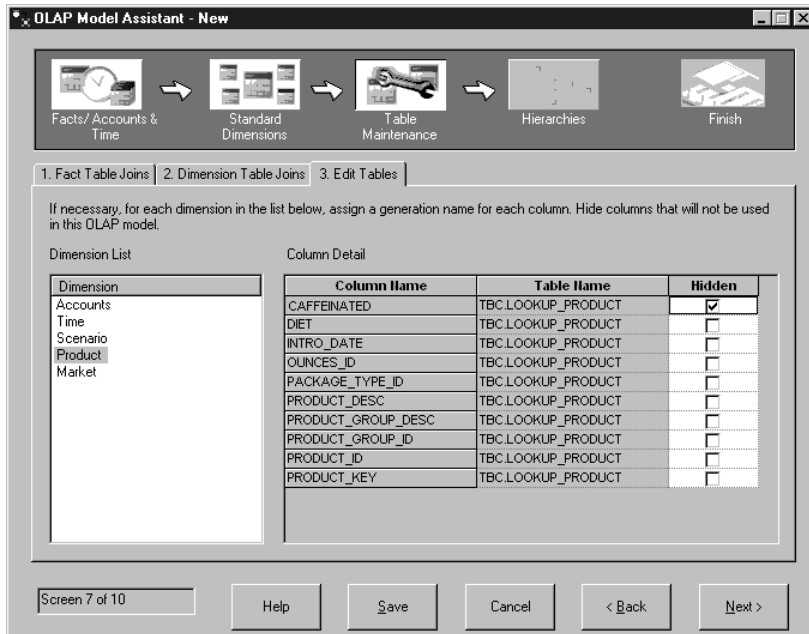 OLAP Model Assistant - New
Facts/ Accounts &
Time
Standard
Dimensions
Table
Maintenance
Hierarchies
Finish
1. Fact Table Joins
2. Dimension Table Joins
3. Edit Tables
If necessary, for each dimension in the list below, assign a generation name for each column. Hide columns that will not be used
in this OLAP model.
Dimension List
Column Detail
Dimension
Accounts
Time
Scenario
Product
Market
Column Name Table Name Hidden
CAFFEINATED TBC.LOOKUP_PRODUCT
DIET TBC.LOOKUP_PRODUCT
INTRO_DATE TBC.LOOKUP_PRODUCT
OUNCES_ID TBC.LOOKUP_PRODUCT
PACKAGE_TYPE_ID TBC.LOOKUP_PRODUCT
PRODUCT_DESC TBC.LOOKUP_PRODUCT
PRODUCT_GROUP_DESC TBC.LOOKUP_PRODUCT
PRODUCT_GROUP_ID TBC.LOOKUP_PRODUCT
PRODUCT_ID TBC.LOOKUP_PRODUCT
PRODUCT_KEY TBC.LOOKUP_PRODUCT
Screen 7 of 10
Help
Save
Cancel
< Back
Next >